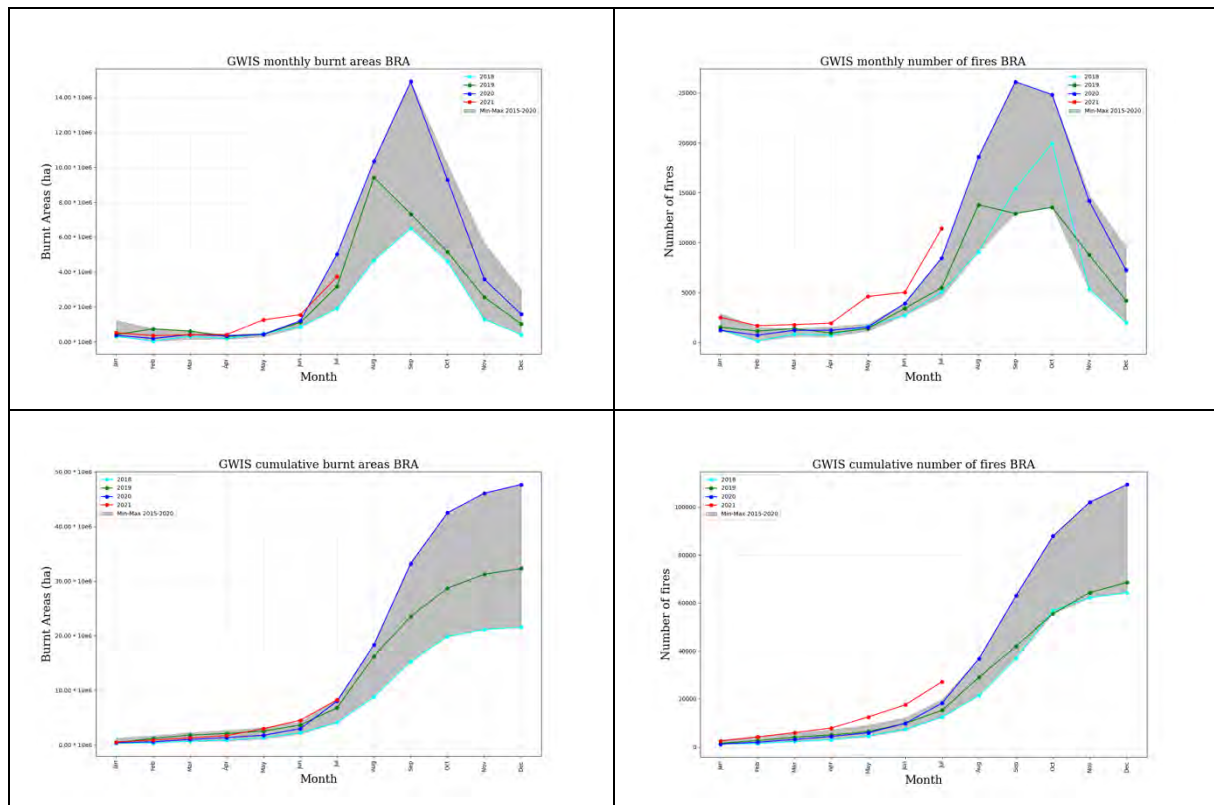 GWIS monthly burnt areas BRA
14.00 * 10e6
12.00 * 10e6
10.00 * 10e6
8.00 * 10e6
6.00 * 10e6
4.00 * 10e6
2.00 * 10e6
0.00 * 10e6
Burnt Areas (ha)
2018
2019
2020
2021
Min-Max 2015-2020
Jan
Feb
Mar
Apr
May
Jun
Jul
Aug
Sep
Oct
Nov
Dec
Month
GWIS monthly number of fires BRA
25000
20000
15000
10000
5000
0
Number of fires
2018
2019
2020
2021
Min-Max 2015-2020
Jan
Feb
Mar
Apr
May
Jun
Jul
Aug
Sep
Oct
Nov
Dec
Month
GWIS cumulative burnt areas BRA
50.00 * 10e6
40.00 * 10e6
30.00 * 10e6
20.00 * 10e6
10.00 * 10e6
0.00 * 10e6
Burnt Areas (ha)
2018
2019
2020
2021
Min-Max 2015-2020
Jan
Feb
Mar
Apr
May
Jun
Jul
Aug
Sep
Oct
Nov
Dec
Month
GWIS cumulative number of fires BRA
100000
80000
60000
40000
20000
0
Number of fires
2018
2019
2020
2021
Min-Max 2015-2020
Jan
Feb
Mar
Apr
May
Jun
Jul
Aug
Sep
Oct
Nov
Dec
Month